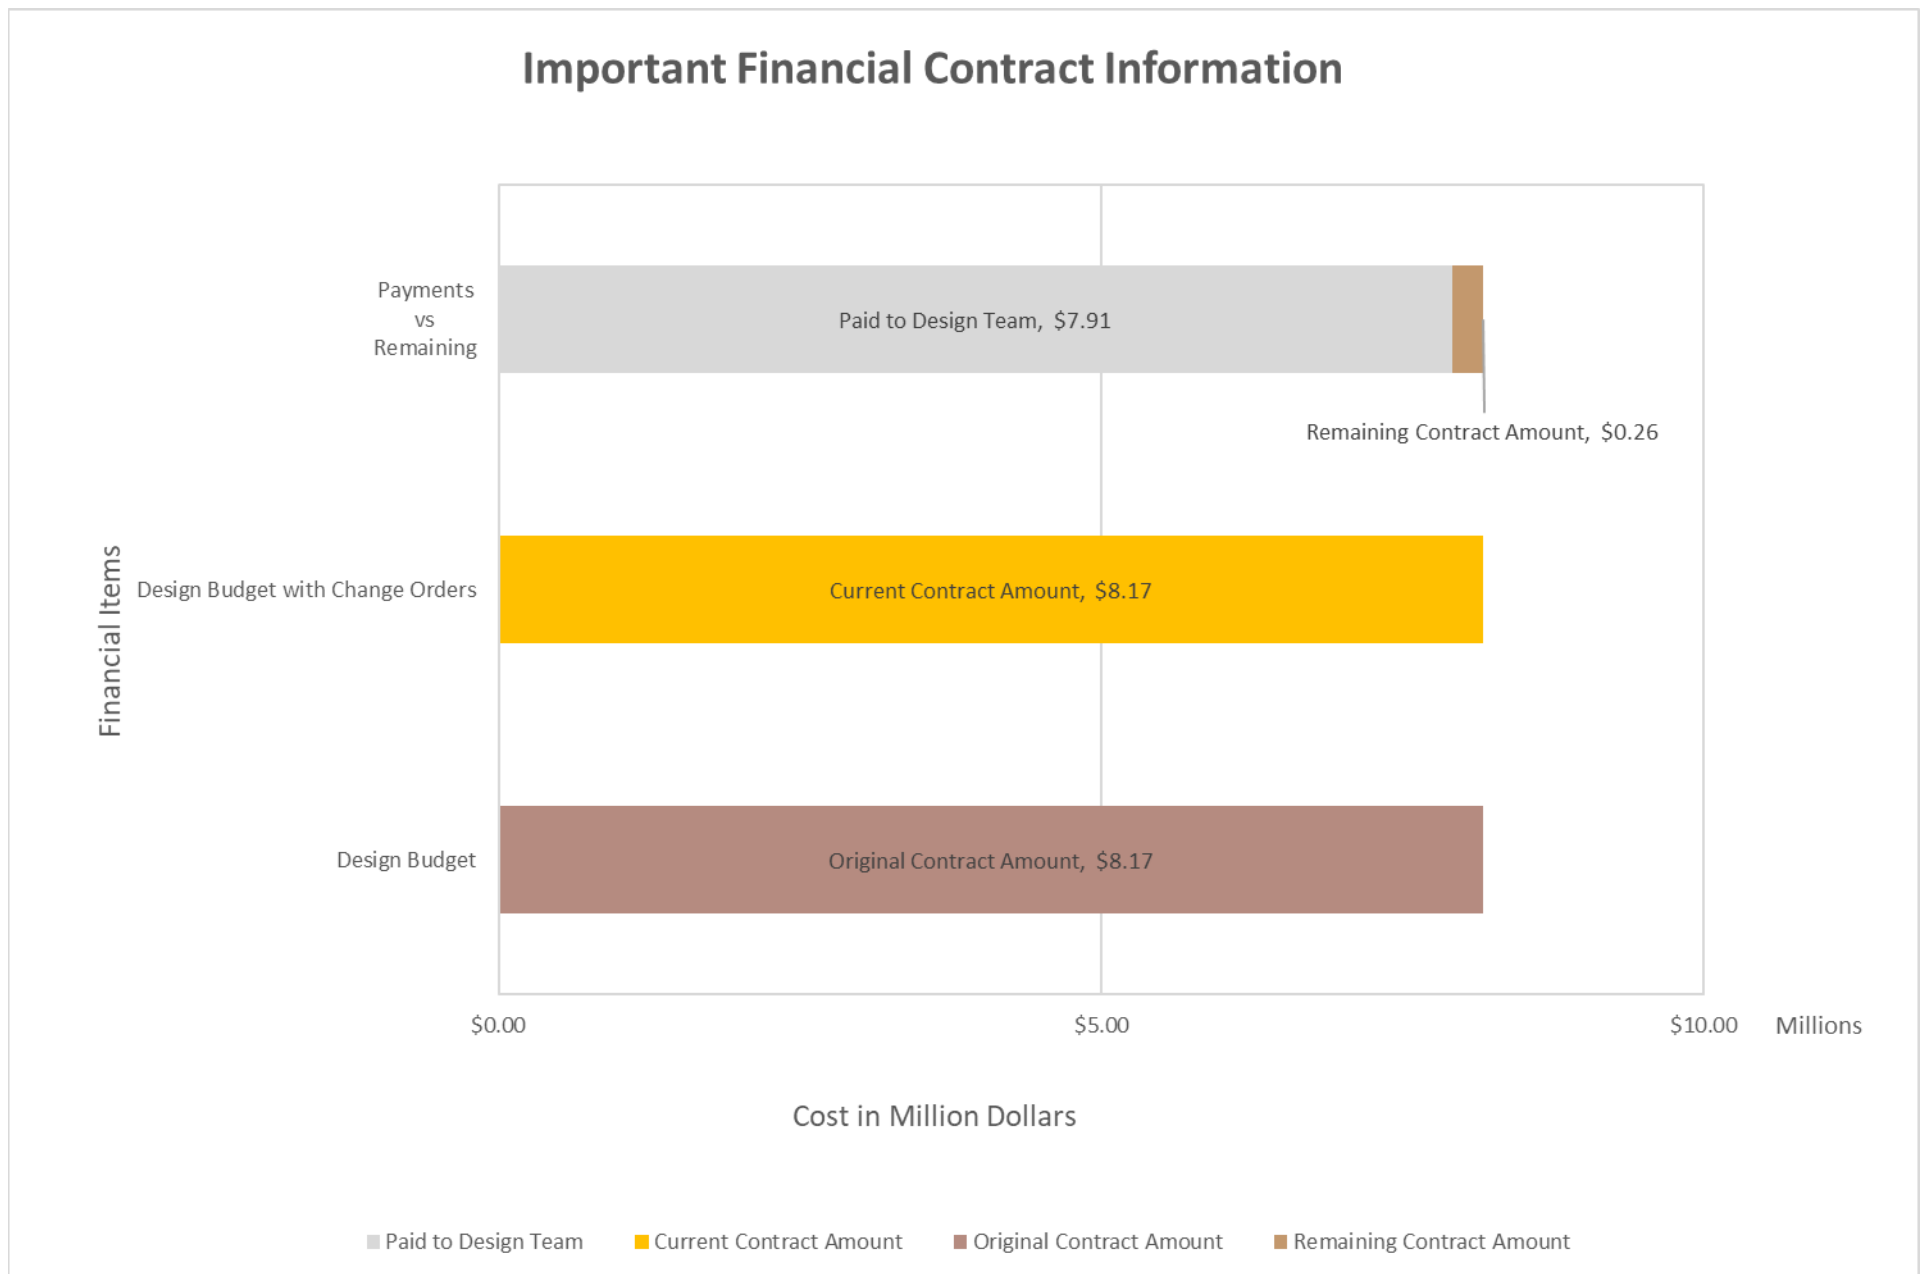 Important Financial Contract Information
Payments
vs
Remaining
Paid to Design Team, $7.91
Remaining Contract Amount, $0.26
Financial Items
Design Budget with Change Orders
Current Contract Amount, $8.17
Design Budget
Original Contract Amount, $8.17
$0.00
$5.00
$10.00
Millions
Cost in Million Dollars
Paid to Design Team
Current Contract Amount
Original Contract Amount
Remaining Contract Amount